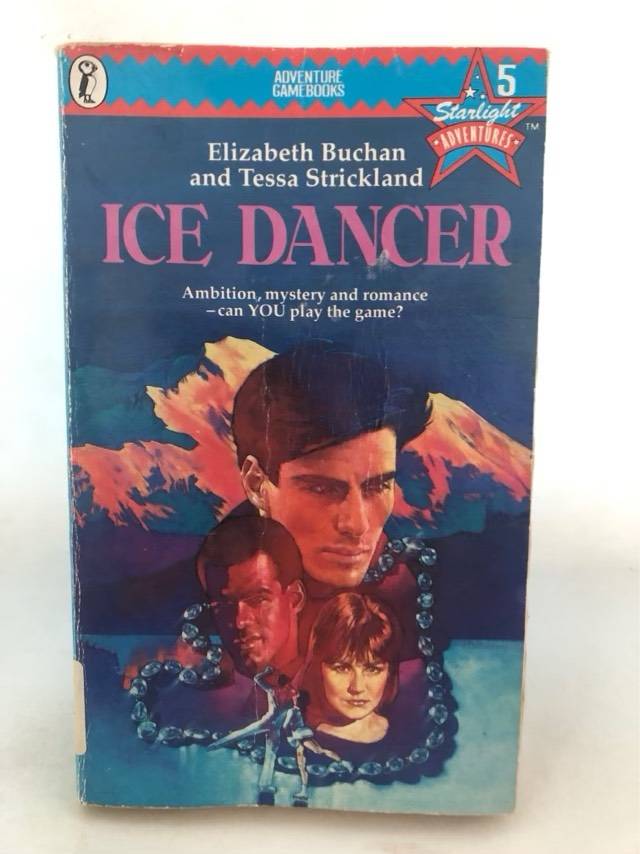 ADVENTURE
GAMEBOOKS
5
Starlight
ADVENTURES
TM
Elizabeth Buchan
and Tessa Strickland
ICE DANCER
Ambition, mystery and romance
– can YOU play the game?